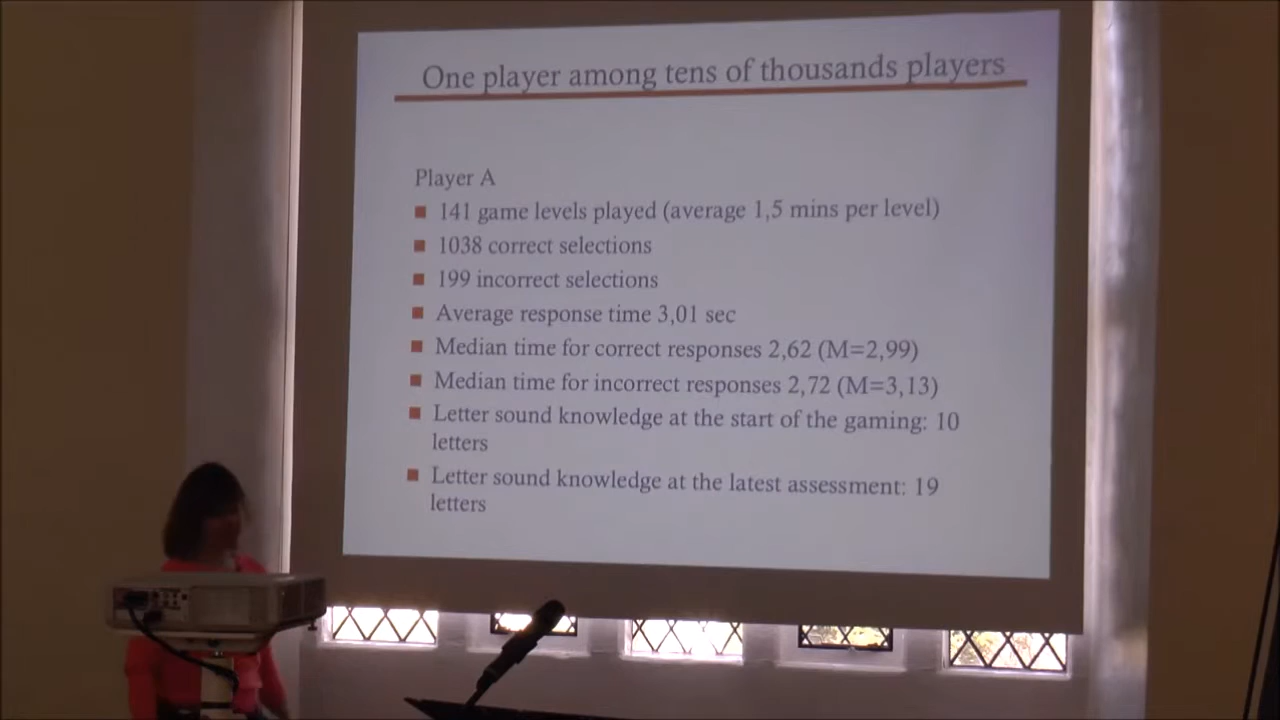 One player among tens of thousands players
Player A
141 game levels played (average 1,5 mins per level)
1038 correct selections
199 incorrect selections
Average response time 3,01 sec
Median time for correct responses 2,62 (M=2,99)
Median time for incorrect responses 2,72 (M=3,13)
Letter sound knowledge at the start of the gaming: 10
letters
Letter sound knowledge at the latest assessment: 19
letters